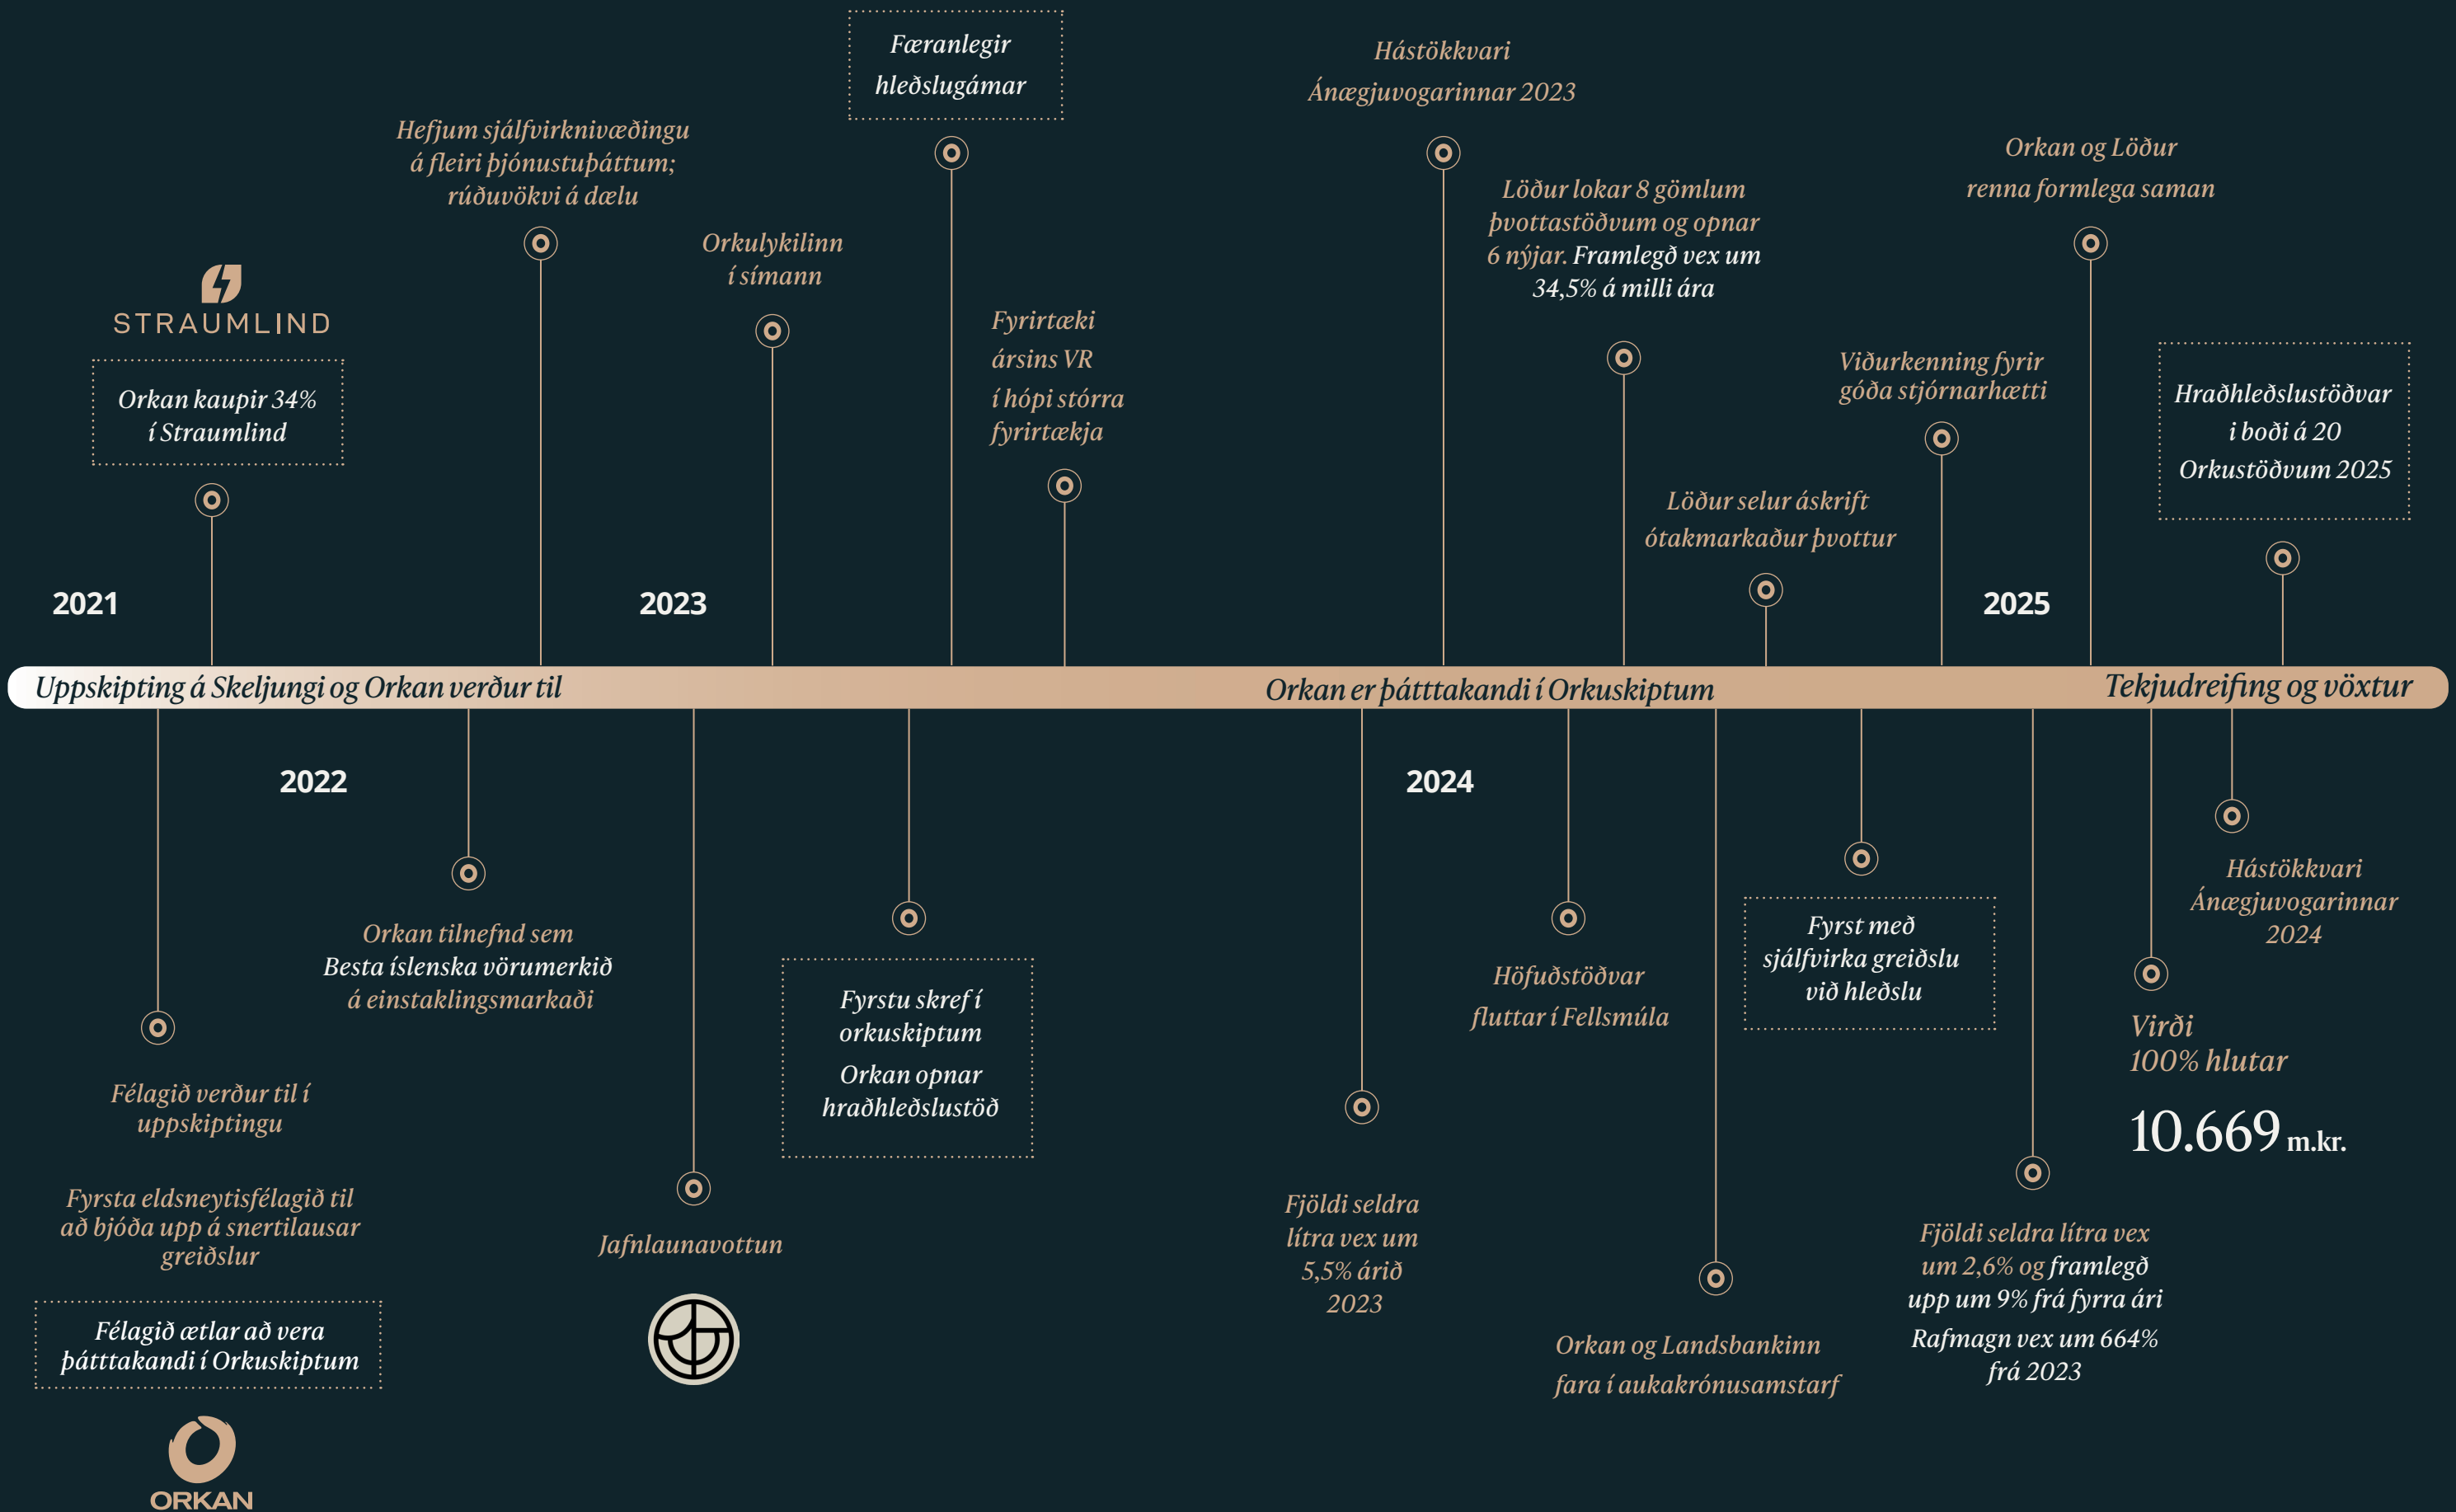 Færanlegir
hleðslugámar
Hástökkvari
Ánægjuvogarinnar 2023
Hefjum sjálfvirknivæðingu
á fleiri þjónustuþáttum;
rúðuvökvi á dælu
Orkan og Löður
renna formlega saman
Löður lokar 8 gömlum
þvottastöðvum og opnar
6 nýjar. Framlegð vex um
34,5% á milli ára
Orkulykilinn
í símann
STRAUMLIND
Orkan kaupir 34%
í Straumlind
Fyrirtæki
ársins VR
í hópi stórra
fyrirtækja
Viðurkenning fyrir
góða stjórnarhætti
Hraðhleðslustöðvar
i boði á 20
Orkustöðvum 2025
Löður selur áskrift
ótakmarkaður þvottur
2021
2023
2025
Uppskipting á Skeljungi og Orkan verður til
Orkan er þátttakandi í Orkuskiptum
Tekjudreifing og vöxtur
2022
2024
Orkan tilnefnd sem
Besta íslenska vörumerkið
á einstaklingsmarkaði
Fyrstu skref í
orkuskiptum
Orkan opnar
hraðhleðslustöð
Höfuðstöðvar
fluttar í Fellsmúla
Fyrst með
sjálfvirka greiðslu
við hleðslu
Hástökkvari
Ánægjuvogarinnar
2024
Virði
100% hlutar
10.669 m.kr.
Félagið verður til í
uppskiptingu
Fyrsta eldsneytisfélagið til
að bjóða upp á snertilausar
greiðslur
Félagið ætlar að vera
þátttakandi í Orkuskiptum
ORKAN
Jafnlaunavottun
Fjöldi seldra
lítra vex um
5,5% árið
2023
Orkan og Landsbankinn
fara í aukakrónusamstarf
Fjöldi seldra lítra vex
um 2,6% og framlegð
upp um 9% frá fyrra ári
Rafmagn vex um 664%
frá 2023